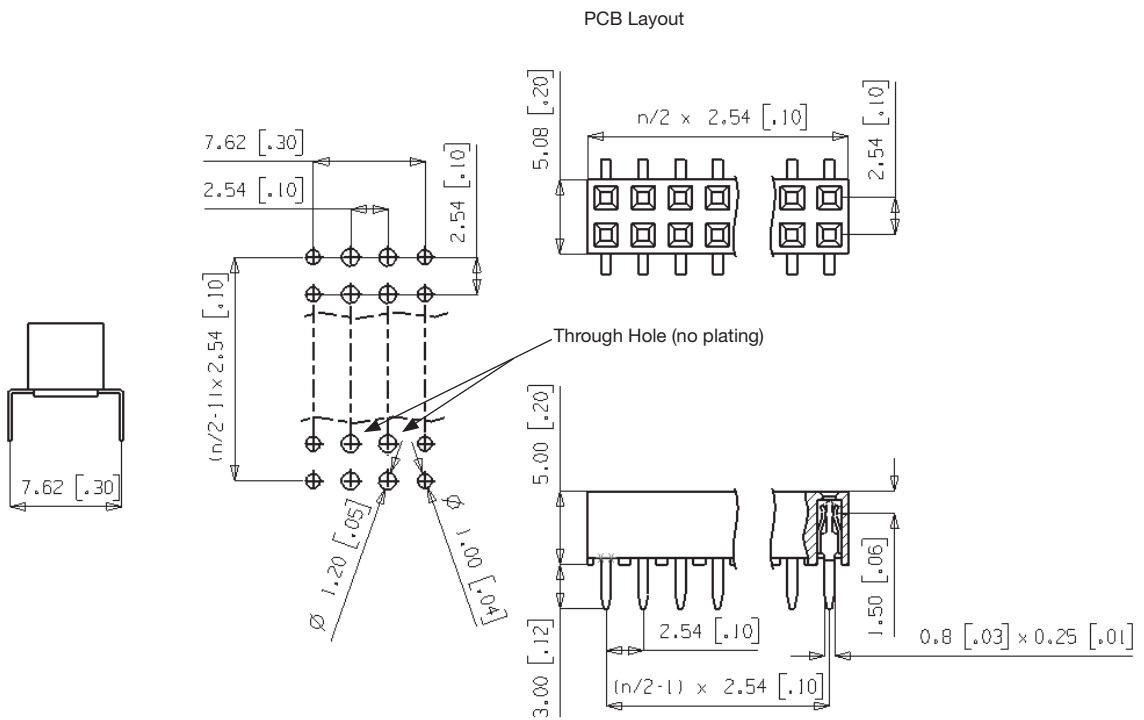 PCB Layout
5.08 [.20]
n/2 x 2.54 [.10]
2.54 [.10]
7.62 [.30]
2.54 [.10]
2.54 [.10]
(n/2-1)x2.54 [.10]
Through Hole (no plating)
7.62 [.30]
Ø 1.20 [.05]
Ø 1.00 [.04]
5.00 [.20]
3.00 [.12]
2.54 [.10]
(n/2-1) x 2.54 [.10]
1.50 [.06]
0.8 [.03] x 0.25 [.01]